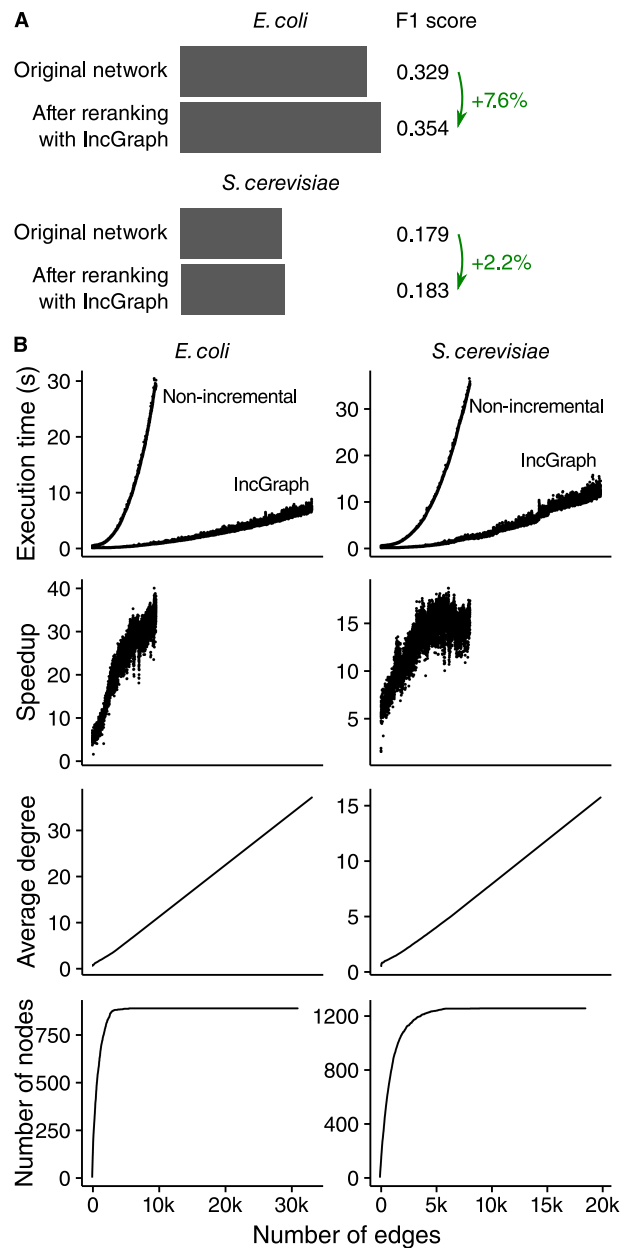 A
E. coli
F1 score
Original network
0.329
+7.6%
After reranking
with IncGraph
0.354
S. cerevisiae
Original network
0.179
+2.2%
After reranking
with IncGraph
0.183
B
E. coli
S. cerevisiae
Execution time (s)
30
20
10
0
Non-incremental
IncGraph
30
20
10
0
Non-incremental
IncGraph
Speedup
40
30
20
10
0
15
10
5
Average degree
30
20
10
0
15
10
5
0
Number of nodes
750
500
250
0
1200
800
400
0
0
10k
20k
30k
0
5k
10k
15k
20k
Number of edges